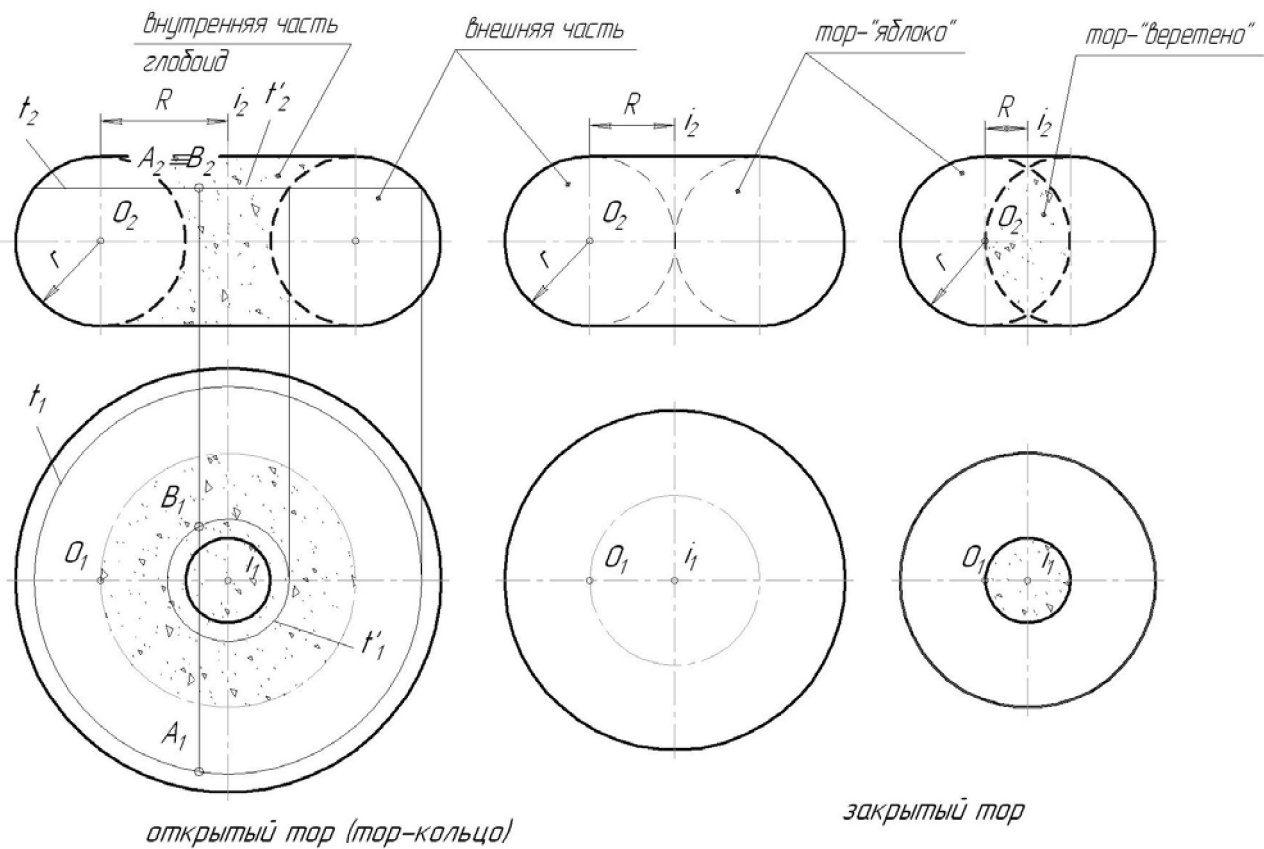 внутренняя часть
глобоид
внешняя часть
тор-"яблоко"
тор-"веретено"
t₂
R
i₂
t'₂
R
i₂
R
i₂
A₂≡B₂
O₂
r
O₂
r
O₂
r
t₁
B₁
O₁
i₁
t'₁
A₁
O₁
i₁
O₁
i₁
открытый тор (тор-кольцо)
закрытый тор